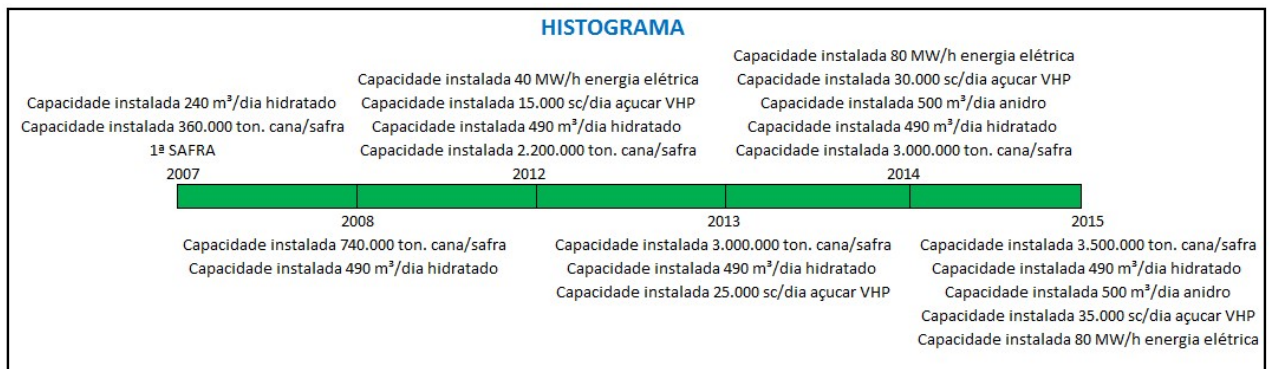 HISTOGRAMA
Capacidade instalada 240 m³/dia hidratado
Capacidade instalada 360.000 ton. cana/safra
1ª SAFRA
2007
Capacidade instalada 40 MW/h energia elétrica
Capacidade instalada 15.000 sc/dia açucar VHP
Capacidade instalada 490 m³/dia hidratado
Capacidade instalada 2.200.000 ton. cana/safra
2012
Capacidade instalada 80 MW/h energia elétrica
Capacidade instalada 30.000 sc/dia açucar VHP
Capacidade instalada 500 m³/dia anidro
Capacidade instalada 490 m³/dia hidratado
Capacidade instalada 3.000.000 ton. cana/safra
2014
2008
Capacidade instalada 740.000 ton. cana/safra
Capacidade instalada 490 m³/dia hidratado
2013
Capacidade instalada 3.000.000 ton. cana/safra
Capacidade instalada 490 m³/dia hidratado
Capacidade instalada 25.000 sc/dia açucar VHP
2015
Capacidade instalada 3.500.000 ton. cana/safra
Capacidade instalada 490 m³/dia hidratado
Capacidade instalada 500 m³/dia anidro
Capacidade instalada 35.000 sc/dia açucar VHP
Capacidade instalada 80 MW/h energia elétrica